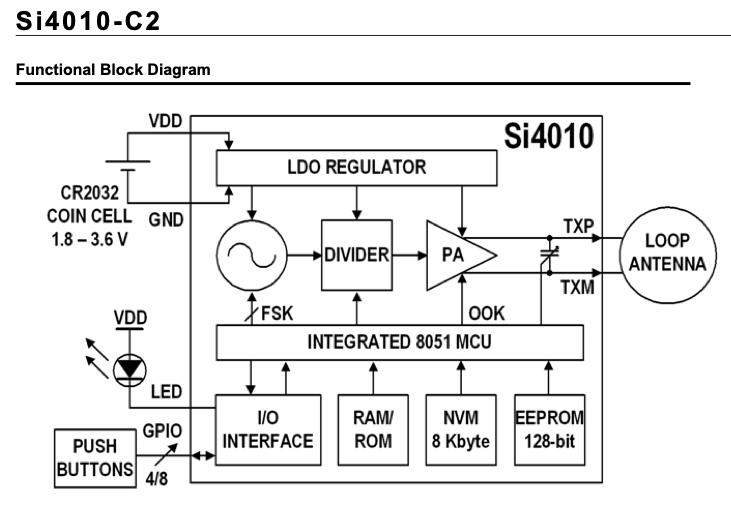 Si4010-C2
Functional Block Diagram
VDD
Si4010
LDO REGULATOR
CR2032
COIN CELL
1.8 – 3.6 V
GND
TXP
LOOP
ANTENNA
DIVIDER
PA
TXM
FSK
OOK
VDD
INTEGRATED 8051 MCU
LED
I/O
INTERFACE
RAM/
ROM
NVM
8 Kbyte
EEPROM
128-bit
GPIO
PUSH
BUTTONS
4/8